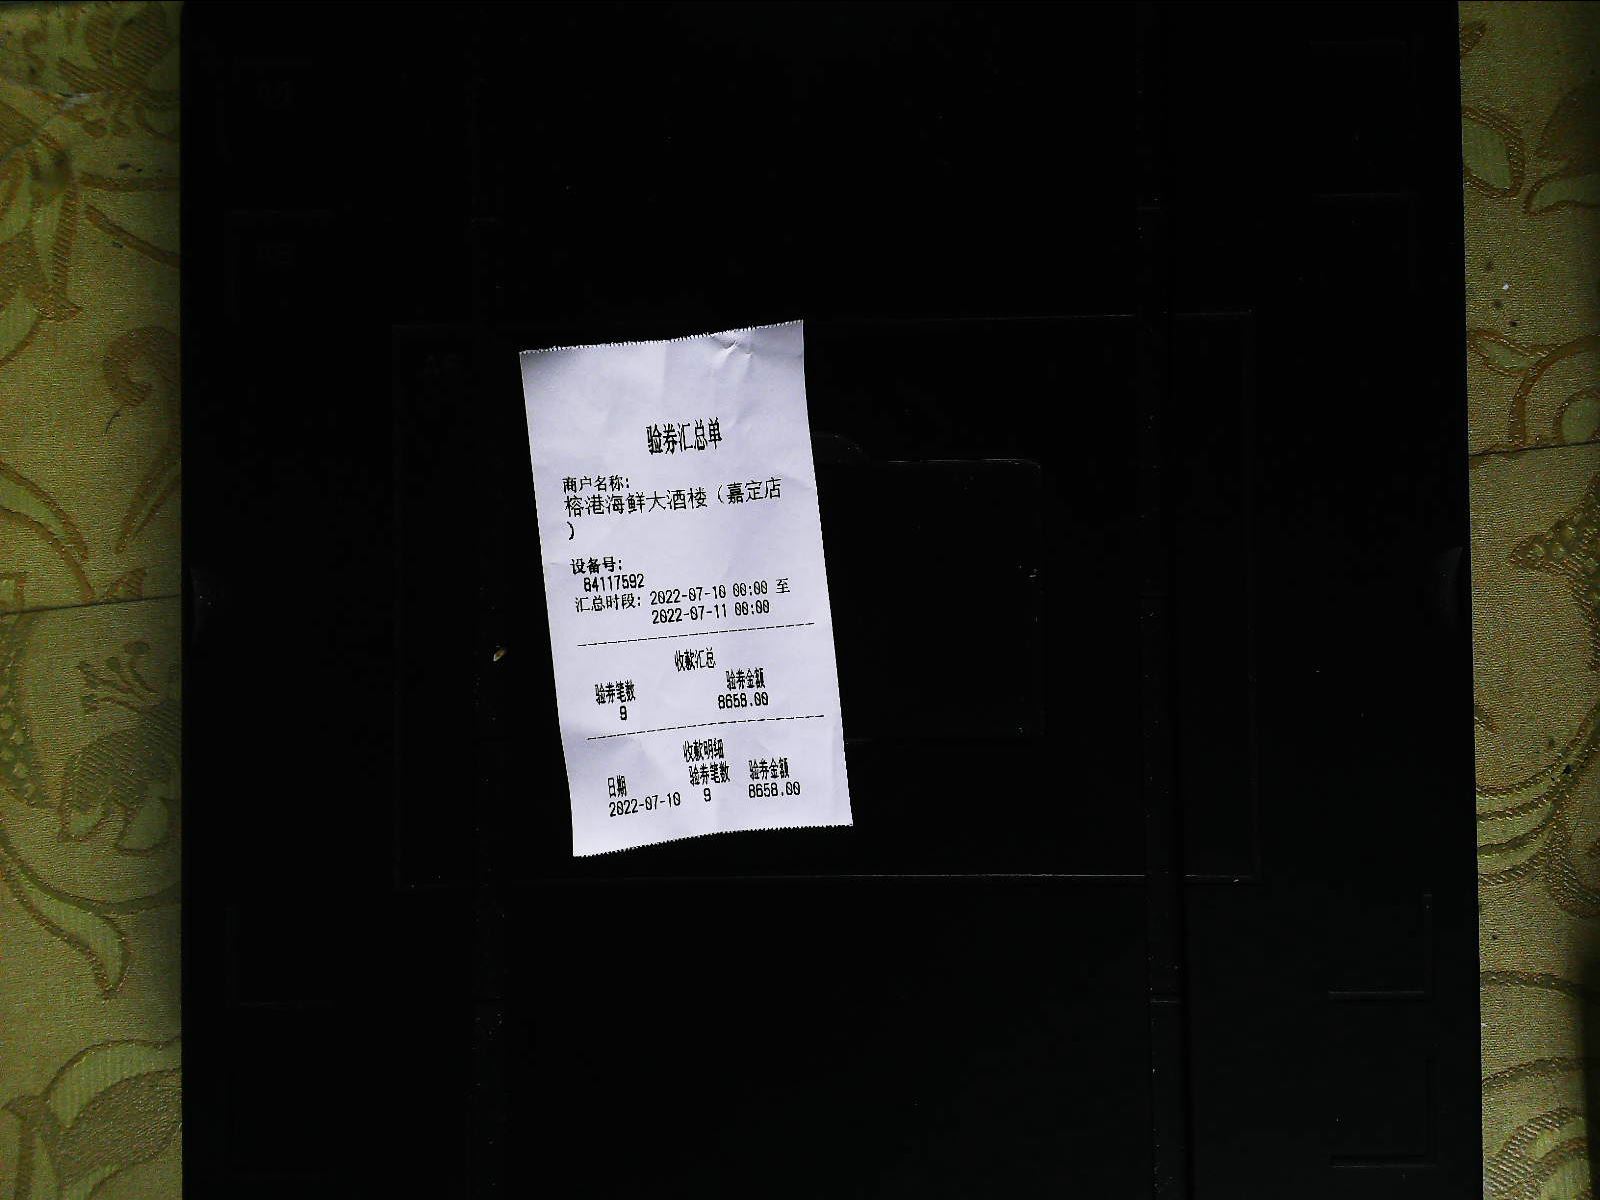 验券汇总单
商户名称:
榕港海鲜大酒楼（嘉定店
）
设备号:
84117592
汇总时段: 2022-07-10 00:00 至
2022-07-11 00:00
收款汇总
验券笔数 验券金额
9 8658.00
收款明细
日期 验券笔数 验券金额
2022-07-10 9 8658.00